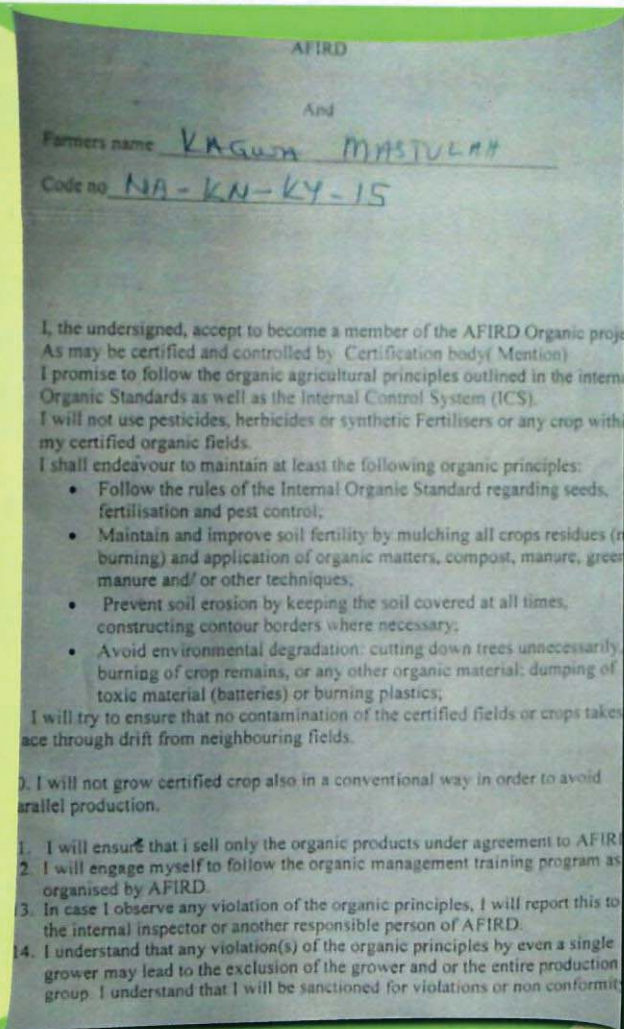 AFIRD
And
Farmers name KAGWA MASTULAH
Code no NA-KN-KY-15
I, the undersigned, accept to become a member of the AFIRD Organic proje
As may be certified and controlled by Certification body( Mention)
I promise to follow the organic agricultural principles outlined in the interna
Organic Standards as well as the Internal Control System (ICS).
I will not use pesticides, herbicides or synthetic Fertilisers or any crop withi
my certified organic fields.
I shall endeavour to maintain at least the following organic principles:
• Follow the rules of the Internal Organic Standard regarding seeds,
fertilisation and pest control;
• Maintain and improve soil fertility by mulching all crops residues (n
burning) and application of organic matters, compost, manure, green
manure and/ or other techniques;
• Prevent soil erosion by keeping the soil covered at all times,
constructing contour borders where necessary;
• Avoid environmental degradation: cutting down trees unnecessarily,
burning of crop remains, or any other organic material; dumping of
toxic material (batteries) or burning plastics;
I will try to ensure that no contamination of the certified fields or crops takes
ace through drift from neighbouring fields.
0. I will not grow certified crop also in a conventional way in order to avoid
arallel production.
1. I will ensure that i sell only the organic products under agreement to AFIRD
2. I will engage myself to follow the organic management training program as
organised by AFIRD.
13. In case I observe any violation of the organic principles, I will report this to
the internal inspector or another responsible person of AFIRD.
14. I understand that any violation(s) of the organic principles by even a single
grower may lead to the exclusion of the grower and or the entire production
group. I understand that I will be sanctioned for violations or non conformity